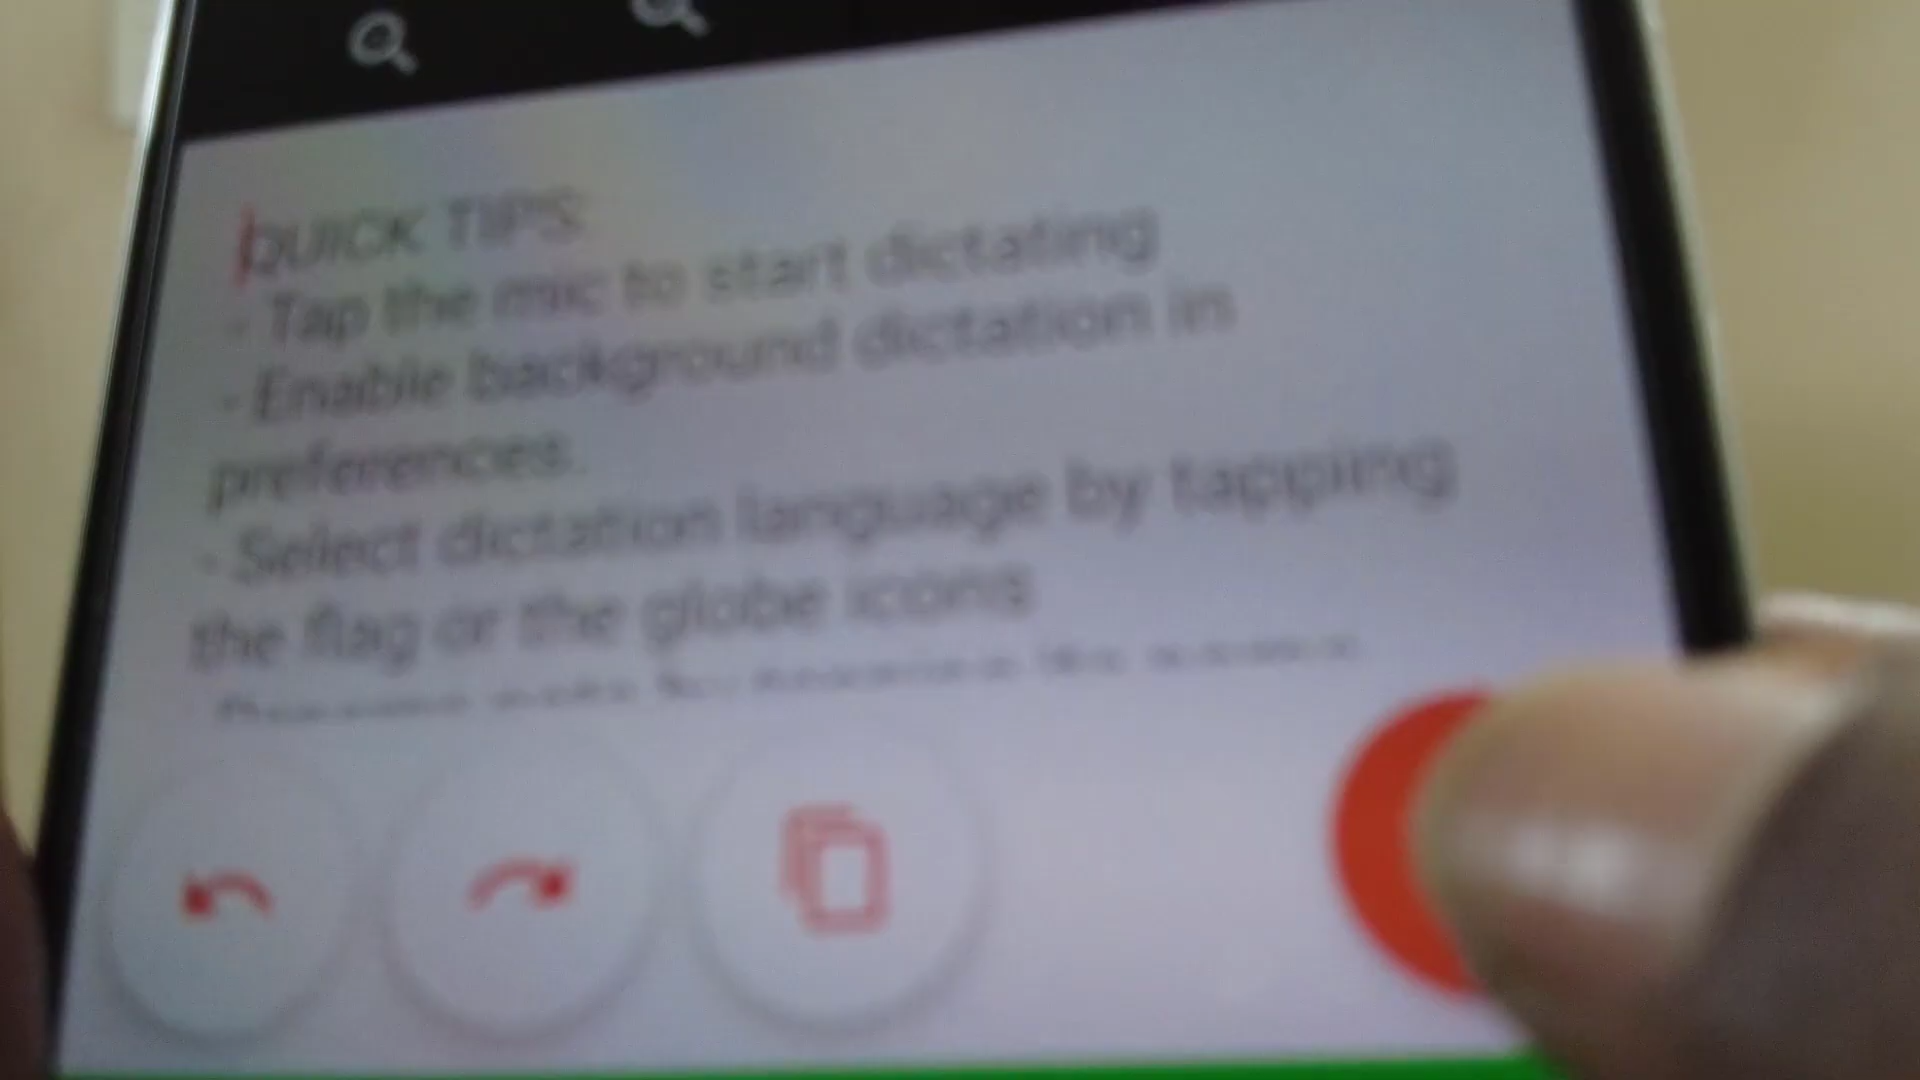 QUICK TIPS
- Tap the mic to start dictating
- Enable background dictation in
preferences.
- Select dictation language by tapping
the flag or the globe icons